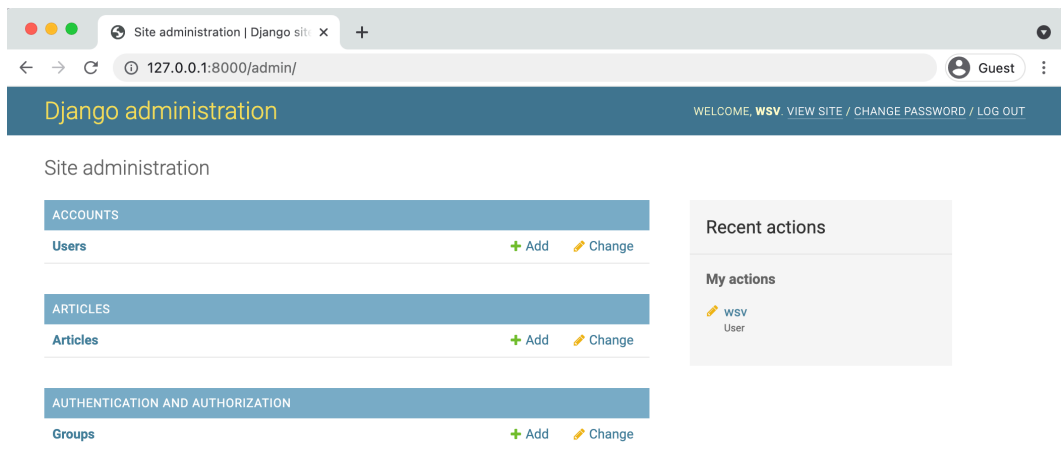 Site administration | Django sit
127.0.0.1:8000/admin/
Guest
Django administration
WELCOME, WSV. VIEW SITE / CHANGE PASSWORD / LOG OUT
Site administration
ACCOUNTS
Users Add Change
ARTICLES
Articles Add Change
AUTHENTICATION AND AUTHORIZATION
Groups Add Change
Recent actions
My actions
wsv
User